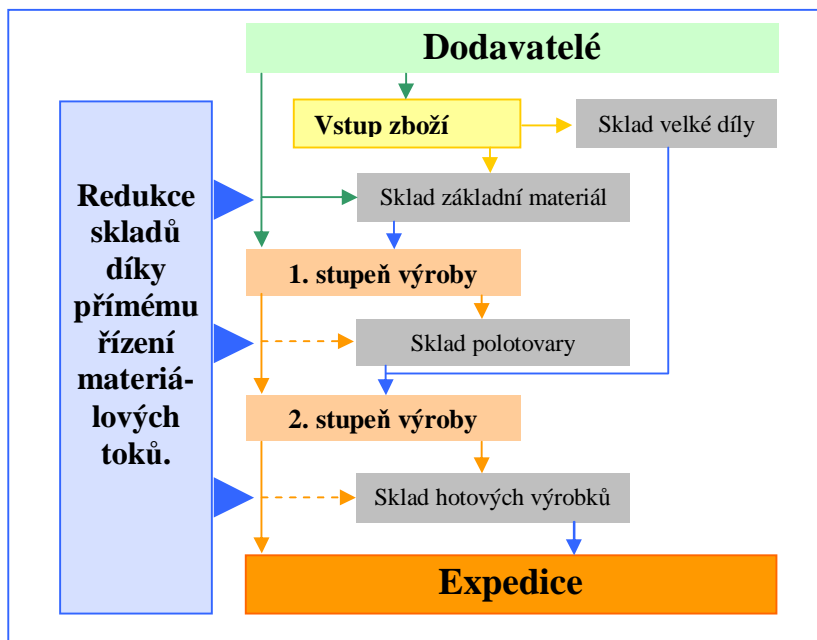 Dodavatelé
Vstup zboží
Sklad velké díly
Redukce
skladů
díky
přímému
řízení
materiá-
lových
toků.
Sklad základní materiál
1. stupeň výroby
Sklad polotovary
2. stupeň výroby
Sklad hotových výrobků
Expedice